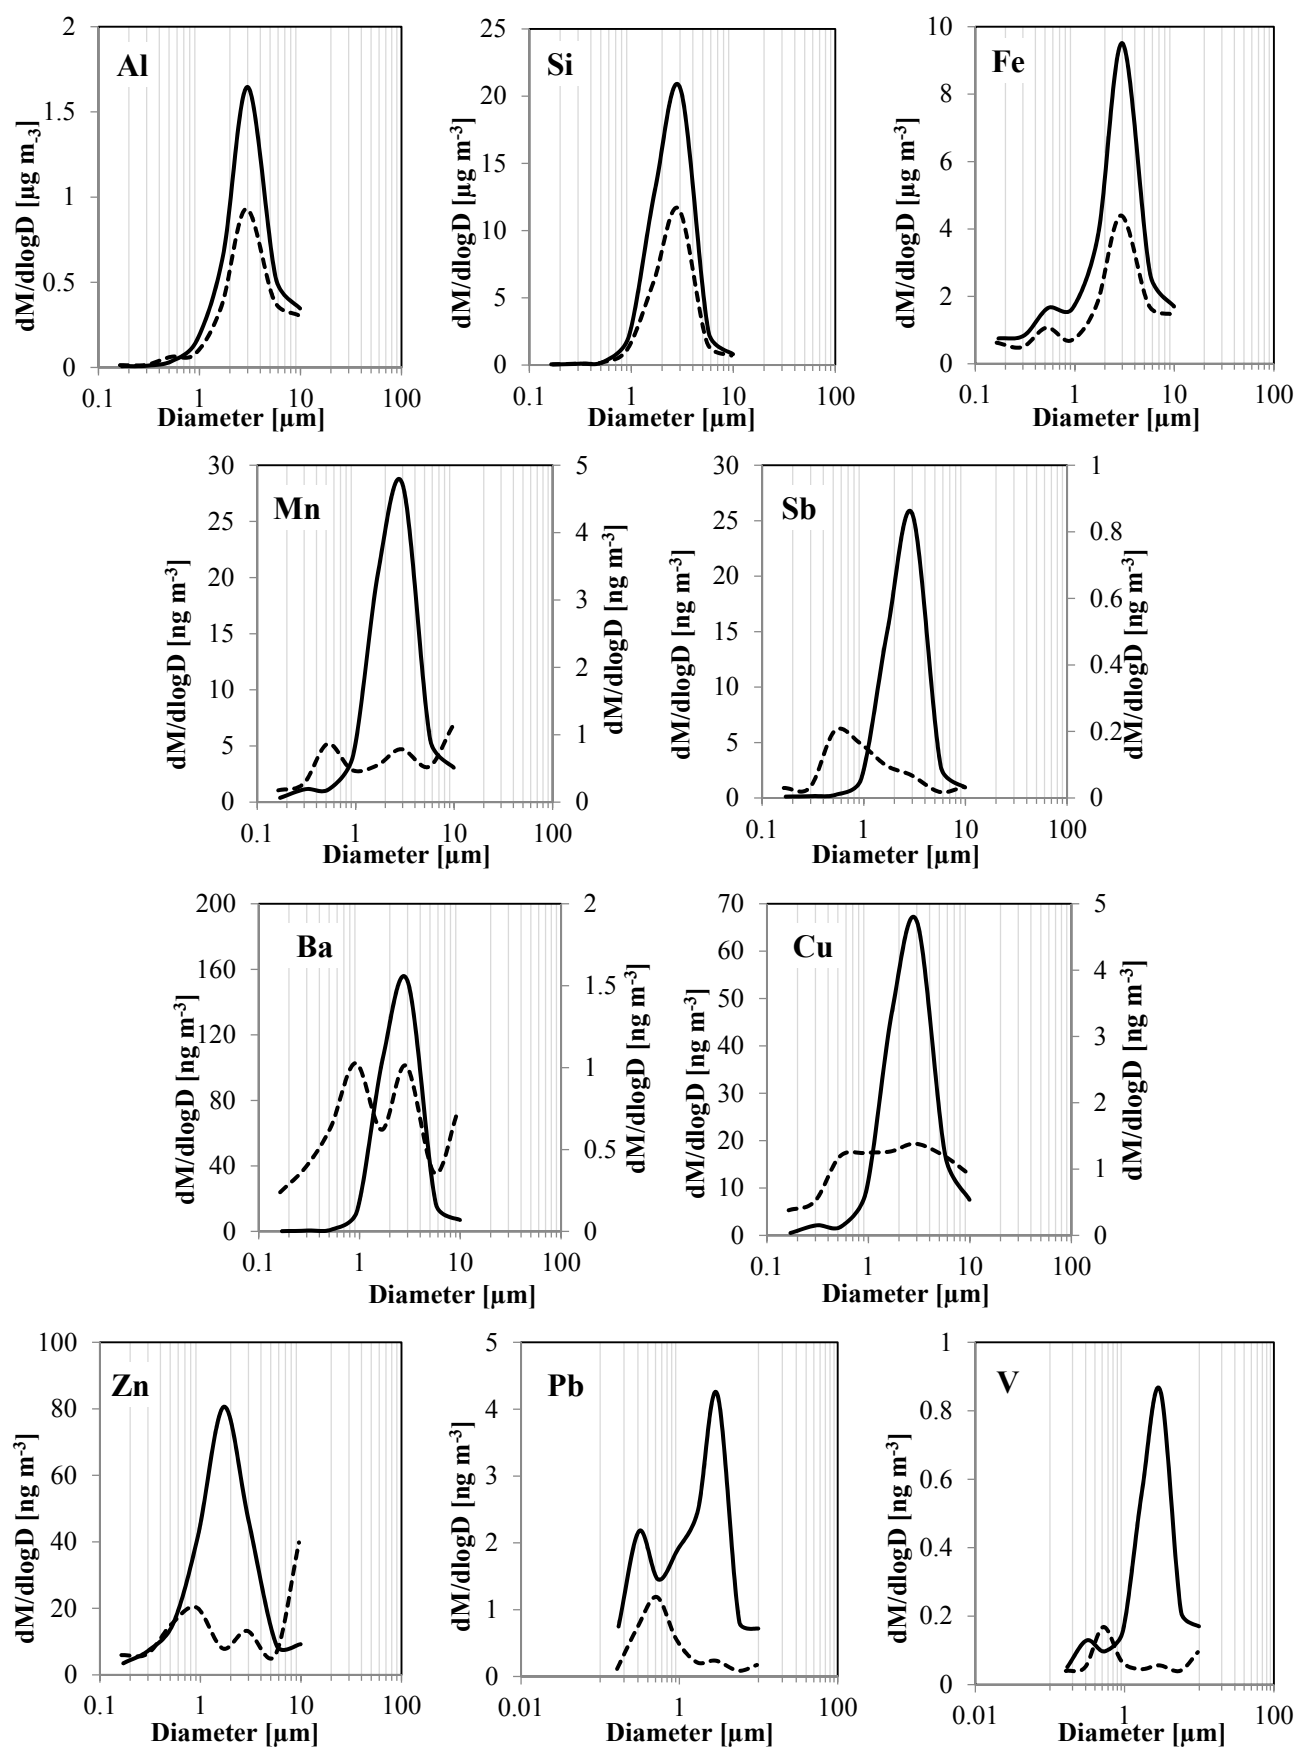 Al
dM/dlogD [µg m₋₃]
2
1.5
1
0.5
0
0.1 1 10 100
Diameter [µm]
Si
dM/dlogD [µg m⁻³]
25
20
15
10
5
0
0.1 1 10 100
Diameter [µm]
Fe
dM/dlogD [µg m⁻³]
10
8
6
4
2
0
0.1 1 10 100
Diameter [µm]
Mn
dM/dlogD [ng m⁻³]
30
25
20
15
10
5
0
5
4
3
2
1
0
dM/dlogD [ng m⁻³]
0.1 1 10 100
Diameter [µm]
Sb
dM/dlogD [ng m⁻³]
30
25
20
15
10
5
0
1
0.8
0.6
0.4
0.2
0
dM/dlogD [ng m⁻³]
0.1 1 10 100
Diameter [µm]
Ba
dM/dlogD [ng m⁻³]
200
160
120
80
40
0
2
1.5
1
0.5
0
dM/dlogD [ng m⁻³]
0.1 1 10 100
Diameter [µm]
Cu
dM/dlogD [ng m⁻³]
70
60
50
40
30
20
10
0
5
4
3
2
1
0
dM/dlogD [ng m⁻³]
0.1 1 10 100
Diameter [µm]
Zn
dM/dlogD [ng m⁻³]
100
80
60
40
20
0
0.1 1 10 100
Diameter [µm]
Pb
dM/dlogD [ng m⁻³]
5
4
3
2
1
0
0.01 1 100
Diameter [µm]
V
dM/dlogD [ng m⁻³]
1
0.8
0.6
0.4
0.2
0
0.01 1 100
Diameter [µm]